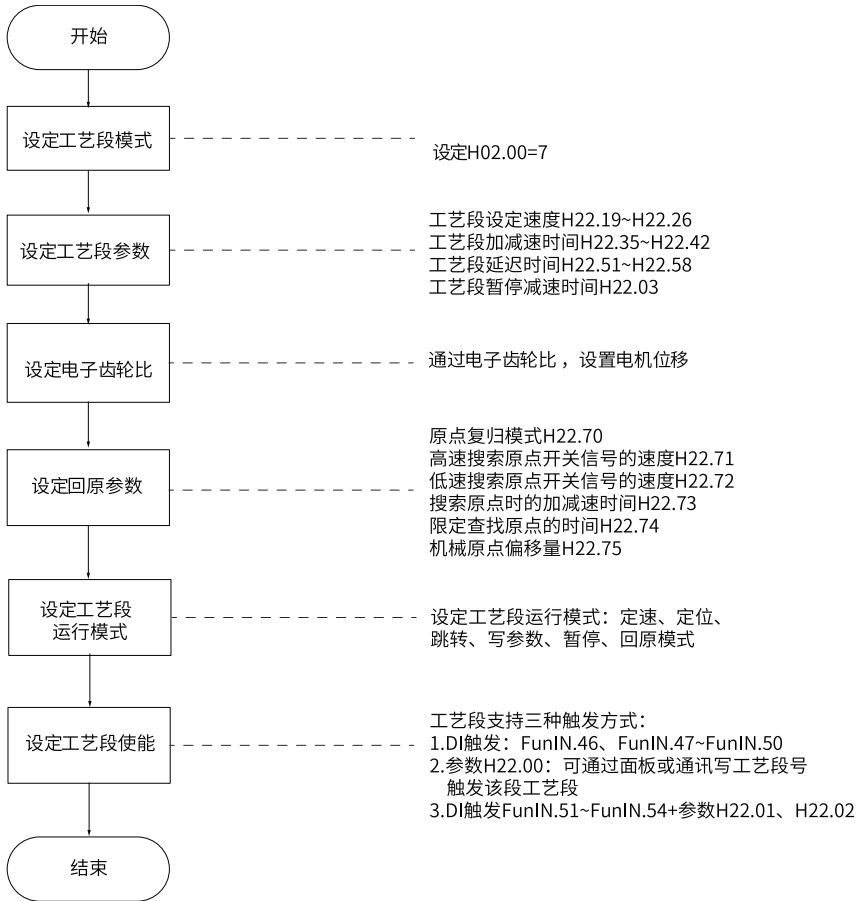 开始
设定工艺段模式
设定H02.00=7
设定工艺段参数
工艺段设定速度H22.19~H22.26
工艺段加减速时间H22.35~H22.42
工艺段延迟时间H22.51~H22.58
工艺段暂停减速时间H22.03
设定电子齿轮比
通过电子齿轮比，设置电机位移
设定回原参数
原点复归模式H22.70
高速搜索原点开关信号的速度H22.71
低速搜索原点开关信号的速度H22.72
搜索原点时的加减速时间H22.73
限定查找原点的时间H22.74
机械原点偏移量H22.75
设定工艺段
运行模式
设定工艺段运行模式：定速、定位、
跳转、写参数、暂停、回原模式
设定工艺段使能
工艺段支持三种触发方式：
1.DI触发：FunIN.46、FunIN.47~FunIN.50
2.参数H22.00：可通过面板或通讯写工艺段号
触发该段工艺段
3.DI触发FunIN.51~FunIN.54+参数H22.01、H22.02
结束